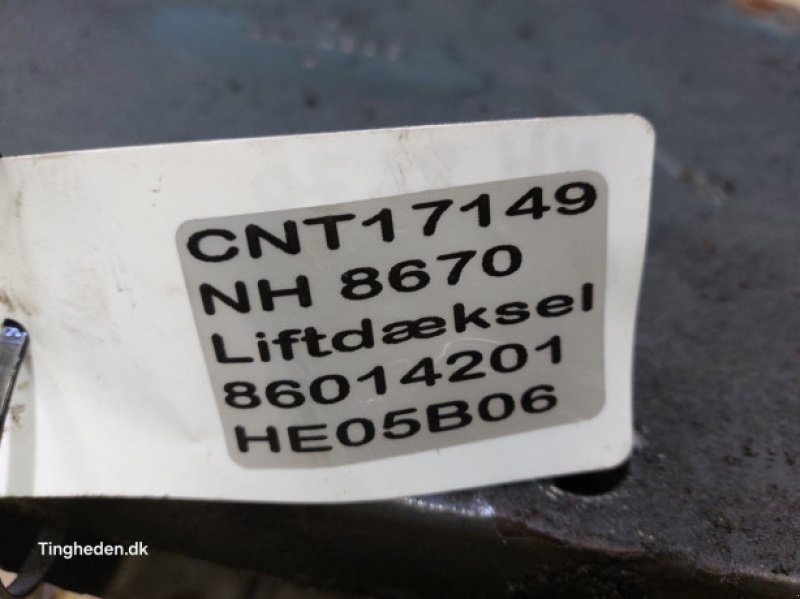 CNT17149
NH 8670
Liftdæksel
86014201
HE05B06
Tingheden.dk